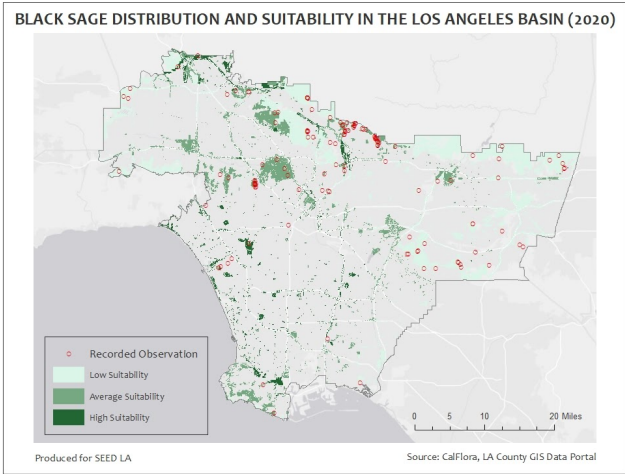 BLACK SAGE DISTRIBUTION AND SUITABILITY IN THE LOS ANGELES BASIN (2020)
Recorded Observation
Low Suitability
Average Suitability
High Suitability
0 5 10 20 Miles
Produced for SEED LA
Source: CalFlora, LA County GIS Data Portal